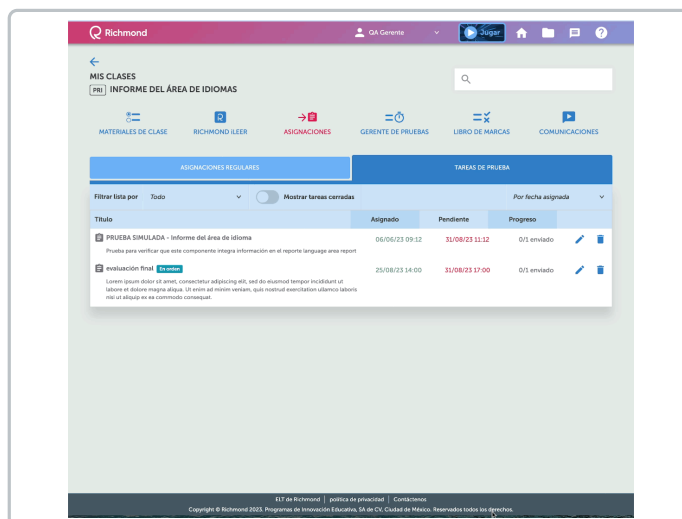 Richmond
QA Gerente
Jugar
MIS CLASES
PRI INFORME DEL ÁREA DE IDIOMAS
MATERIALES DE CLASE
RICHMOND iLEER
ASIGNACIONES
GERENTE DE PRUEBAS
LIBRO DE MARCAS
COMUNICACIONES
ASIGNACIONES REGULARES
TAREAS DE PRUEBA
Filtrar lista por Todo Mostrar tareas cerradas Por fecha asignada
Título Asignado Pendiente Progreso
PRUEBA SIMULADA - Informe del área de idioma 06/06/23 09:12 31/08/23 11:12 0/1 enviado
Prueba para verificar que este componente integra información en el reporte language area report
evaluación final En orden 25/08/23 14:00 31/08/23 17:00 0/1 enviado
Lorem ipsum dolor sit amet, consectetur adipiscing elit, sed do eiusmod tempor incididunt ut
labore et dolore magna aliqua. Ut enim ad minim veniam, quis nostrud exercitation ullamco laboris
nisi ut aliquip ex ea commodo consequat.
ELT de Richmond | política de privacidad | Contáctenos
Copyright © Richmond 2023. Programas de Innovación Educativa, SA de CV, Ciudad de México. Reservados todos los derechos.